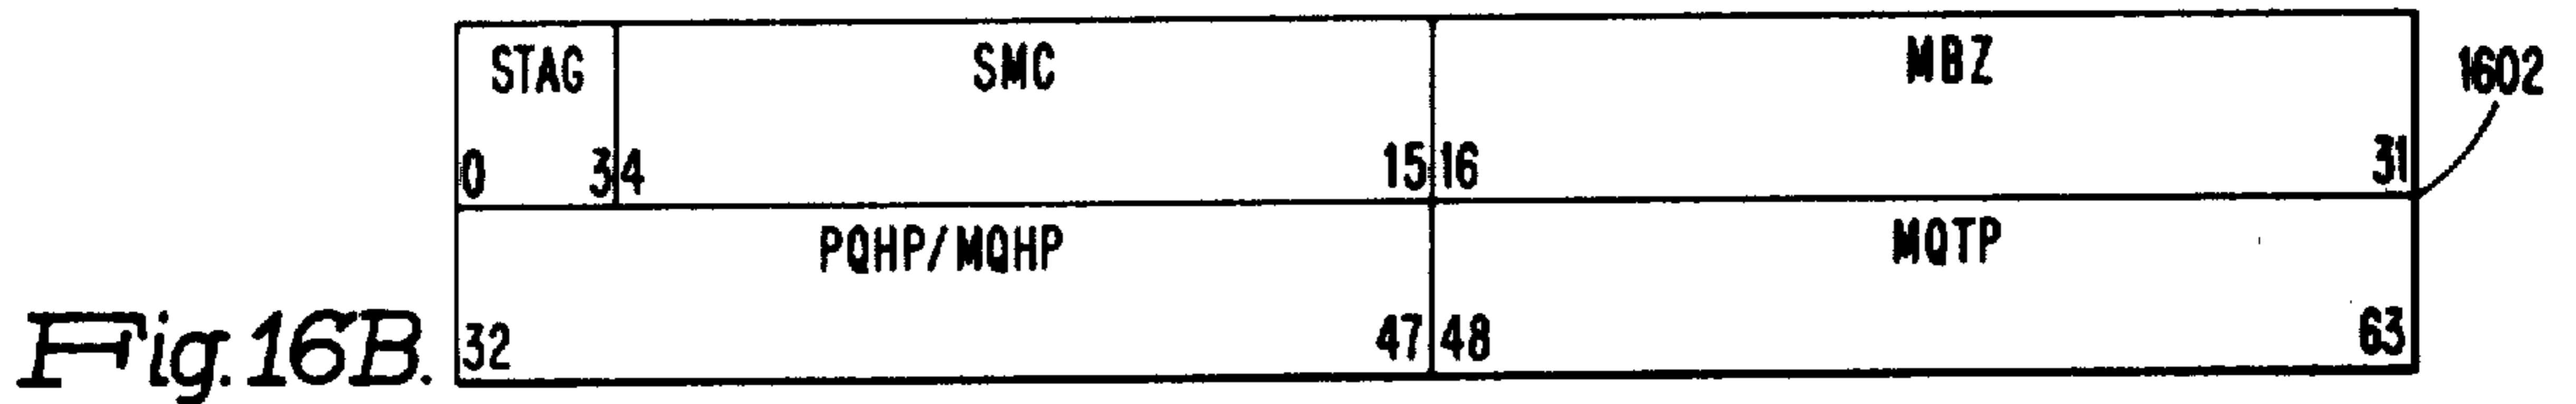 STAG SMC MBZ 1602
0 3 4 15 16 31
PQHP/MQHP MQTP
Fig. 16B. 32 47 48 63